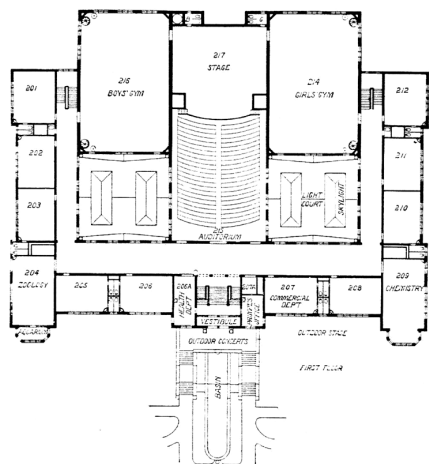 217
STAGE
216
BOYS' GYM
214
GIRLS' GYM
201
212
202
211
203
210
LIGHT
COURT
SKYLIGHT
215
AUDITORIUM
204
ZOOLOGY
205
206
206A
HEALTH
DEPT
207A
OFFICE
207
COMMERCIAL
DEPT
208
209
CHEMISTRY
AQUARIUM
VESTIBULE
OUTDOOR CONCERTS
OUTDOOR STAGE
BASIN
FIRST FLOOR